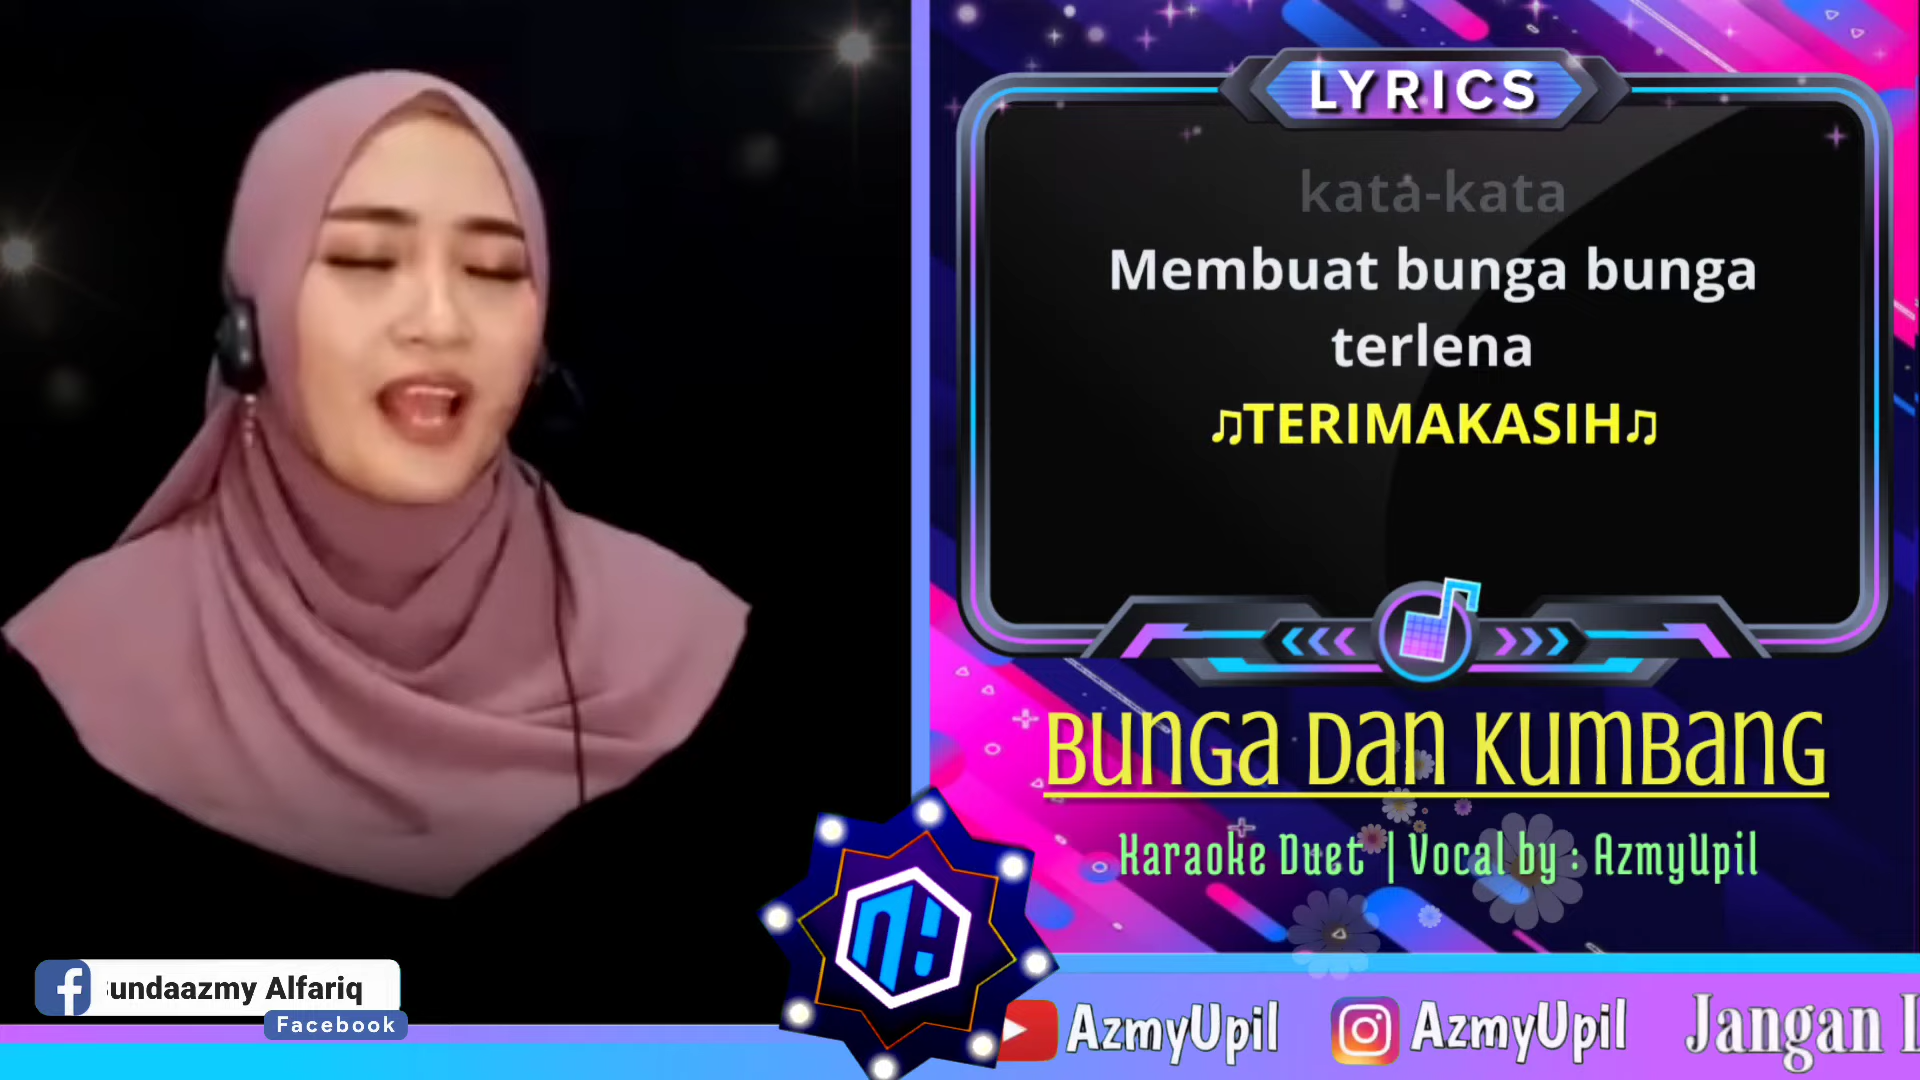 LYRICS
kata-kata
Membuat bunga bunga
terlena
♫TERIMAKASIH♫
Bunga Dan Kumbang
Karaoke Duet | Vocal by : AzmyUpil
undaazmy Alfariq
Facebook
AzmyUpil
AzmyUpil
Jangan